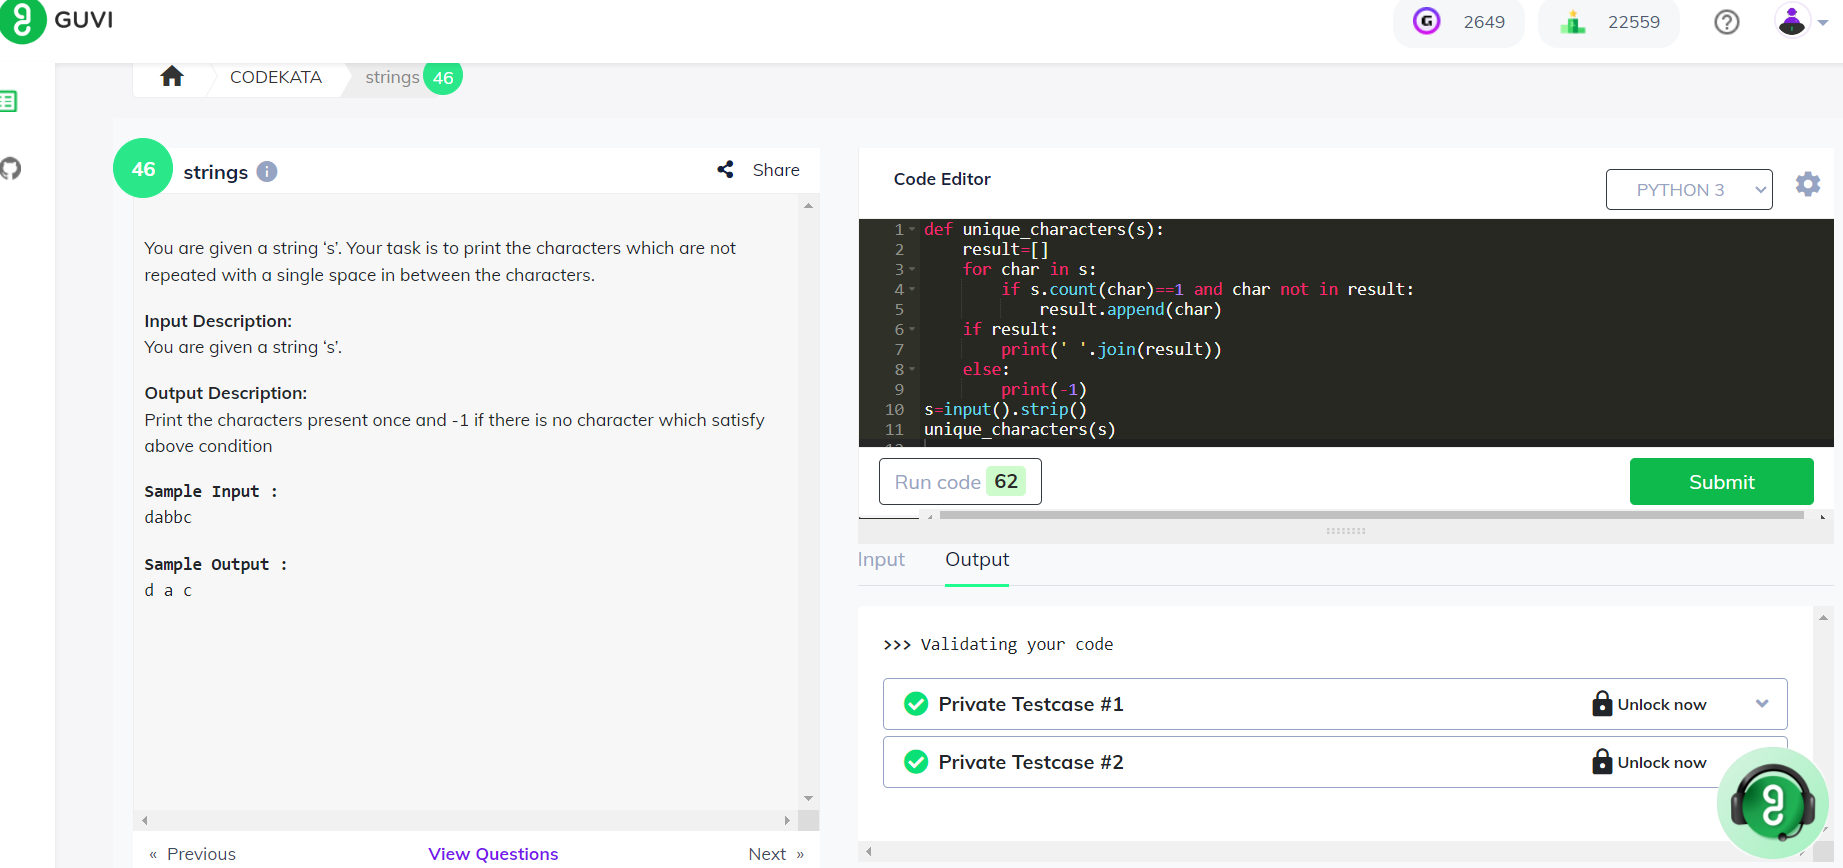 GUVI
2649
22559
CODEKATA
strings 46
46
strings
Share
You are given a string ‘s’. Your task is to print the characters which are not
repeated with a single space in between the characters.
Input Description:
You are given a string ‘s’.
Output Description:
Print the characters present once and -1 if there is no character which satisfy
above condition
Sample Input :
dabbc
Sample Output :
d a c
« Previous
View Questions
Next »
Code Editor
PYTHON 3
1 def unique_characters(s):
2 result=[]
3 for char in s:
4 if s.count(char)==1 and char not in result:
5 result.append(char)
6 if result:
7 print(' '.join(result))
8 else:
9 print(-1)
10 s=input().strip()
11 unique_characters(s)
Run code 62
Submit
Input
Output
>>> Validating your code
Private Testcase #1
Unlock now
Private Testcase #2
Unlock now